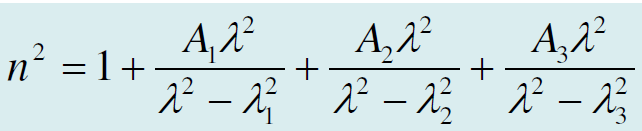 n² = 1 + A₁λ²/(λ² − λ₁²) + A₂λ²/(λ² − λ₂²) + A₃λ²/(λ² − λ₃²)